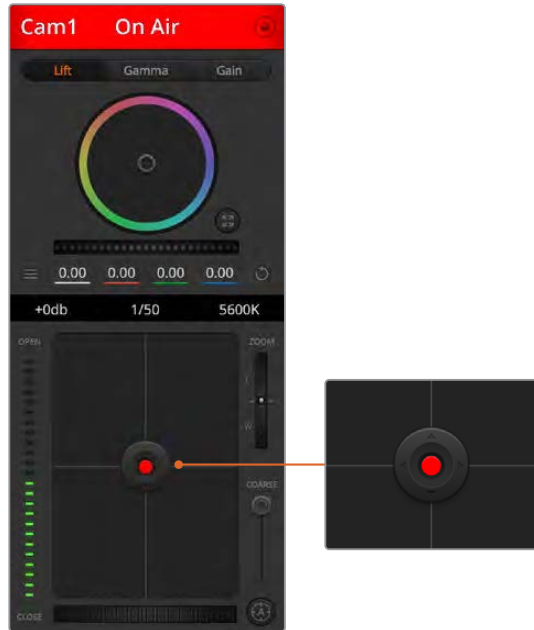 Cam1 On Air
Lift Gamma Gain
0.00 0.00 0.00 0.00
+0db 1/50 5600K
OPEN ZOOM
T
W
COARSE
CLOSE
A